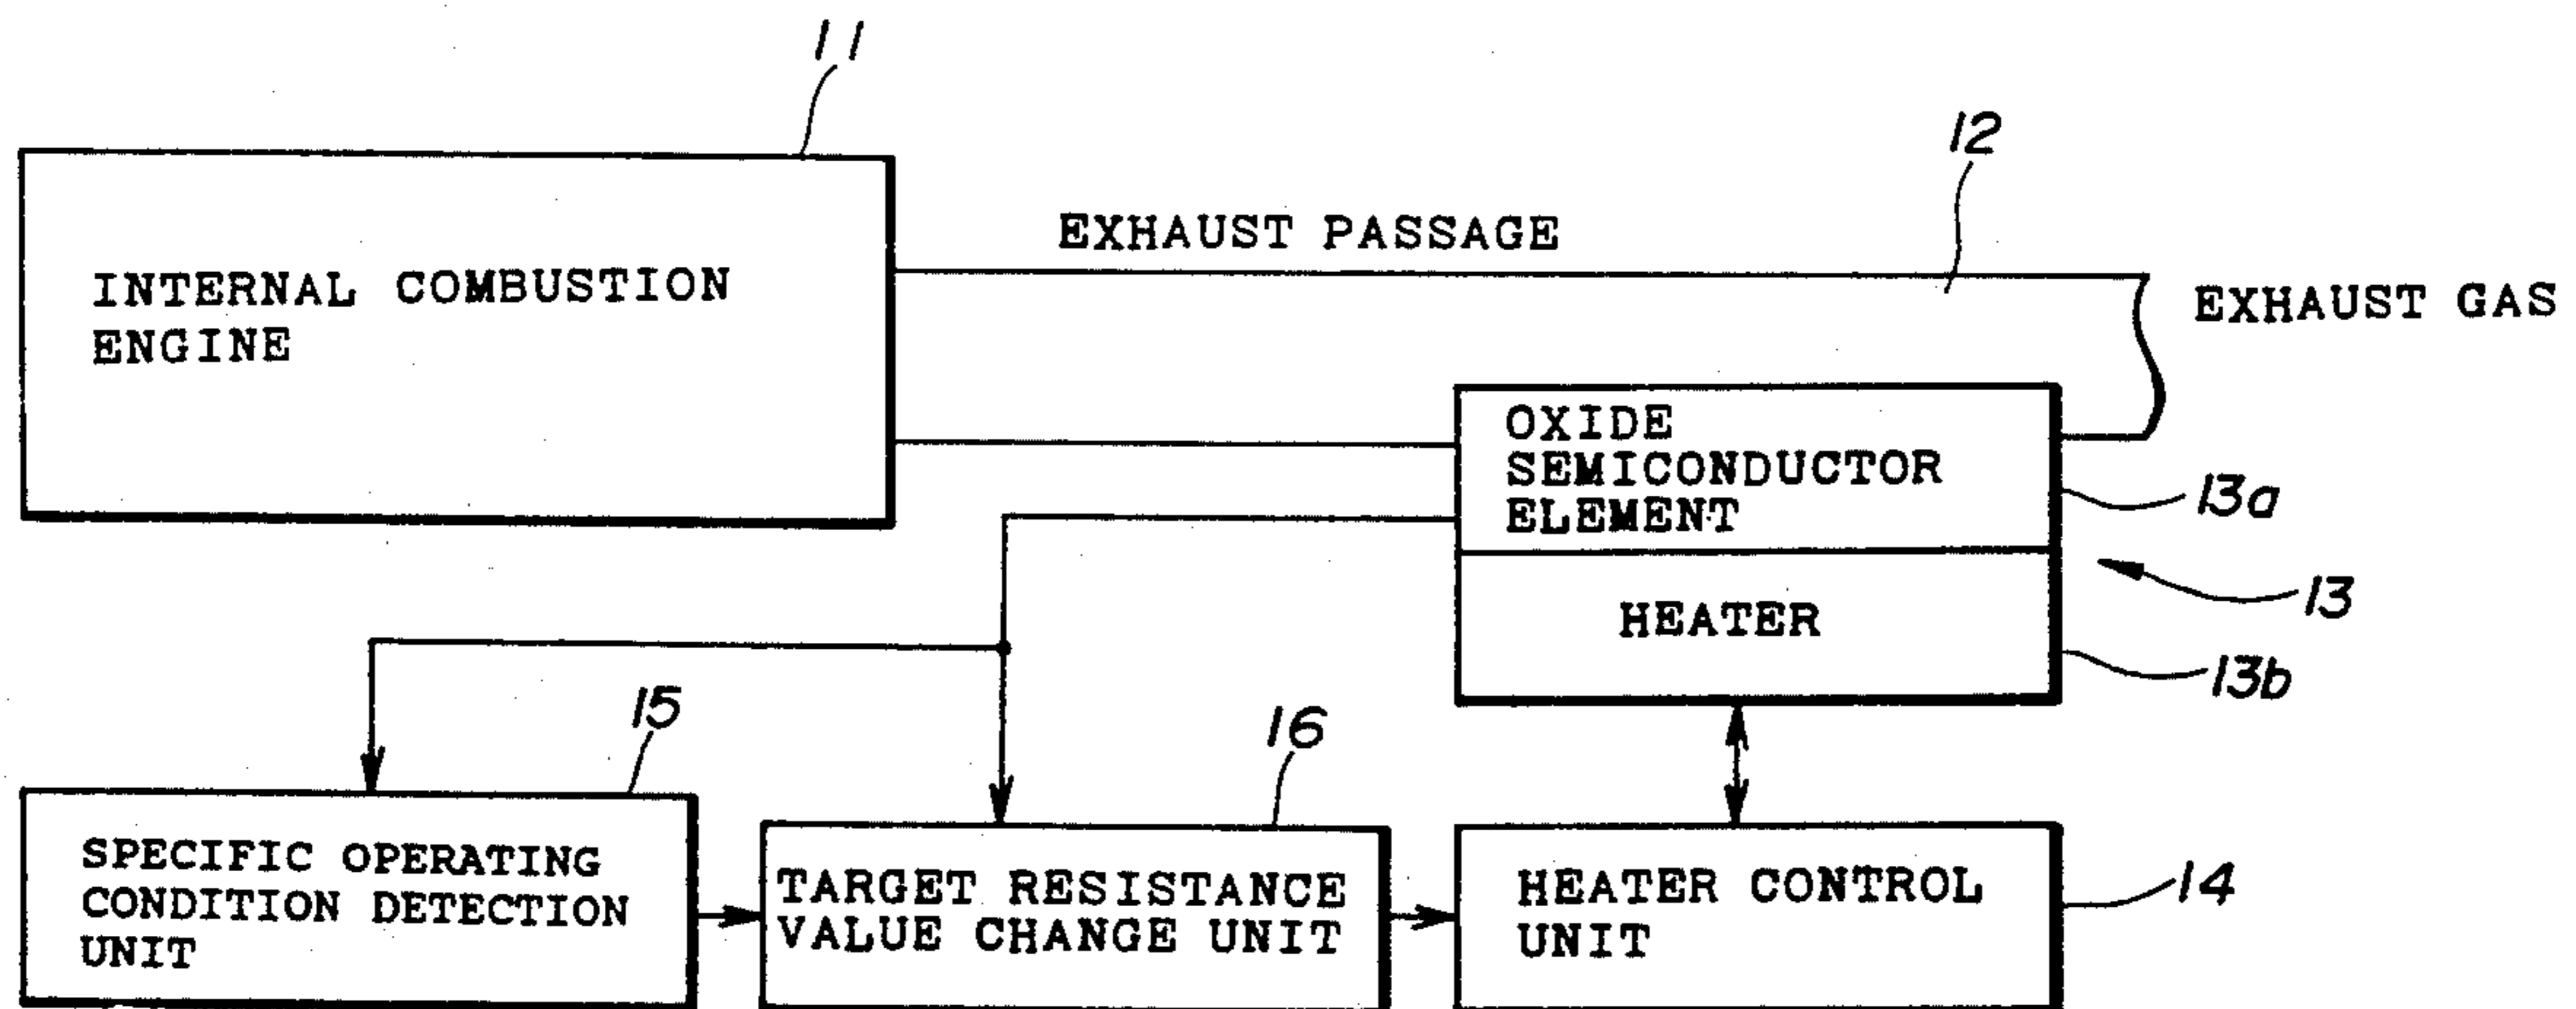 11
12
EXHAUST PASSAGE
INTERNAL COMBUSTION
ENGINE
EXHAUST GAS
OXIDE
SEMICONDUCTOR
ELEMENT
13a
13
HEATER
13b
15
16
SPECIFIC OPERATING
CONDITION DETECTION
UNIT
TARGET RESISTANCE
VALUE CHANGE UNIT
HEATER CONTROL
UNIT
14